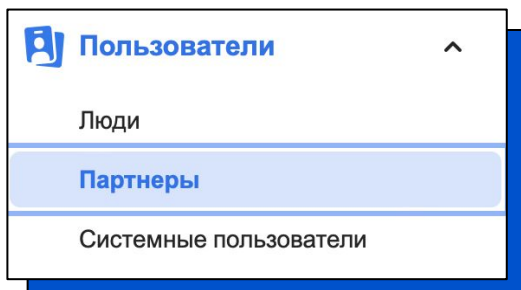 Пользователи
Люди
Партнеры
Системные пользователи